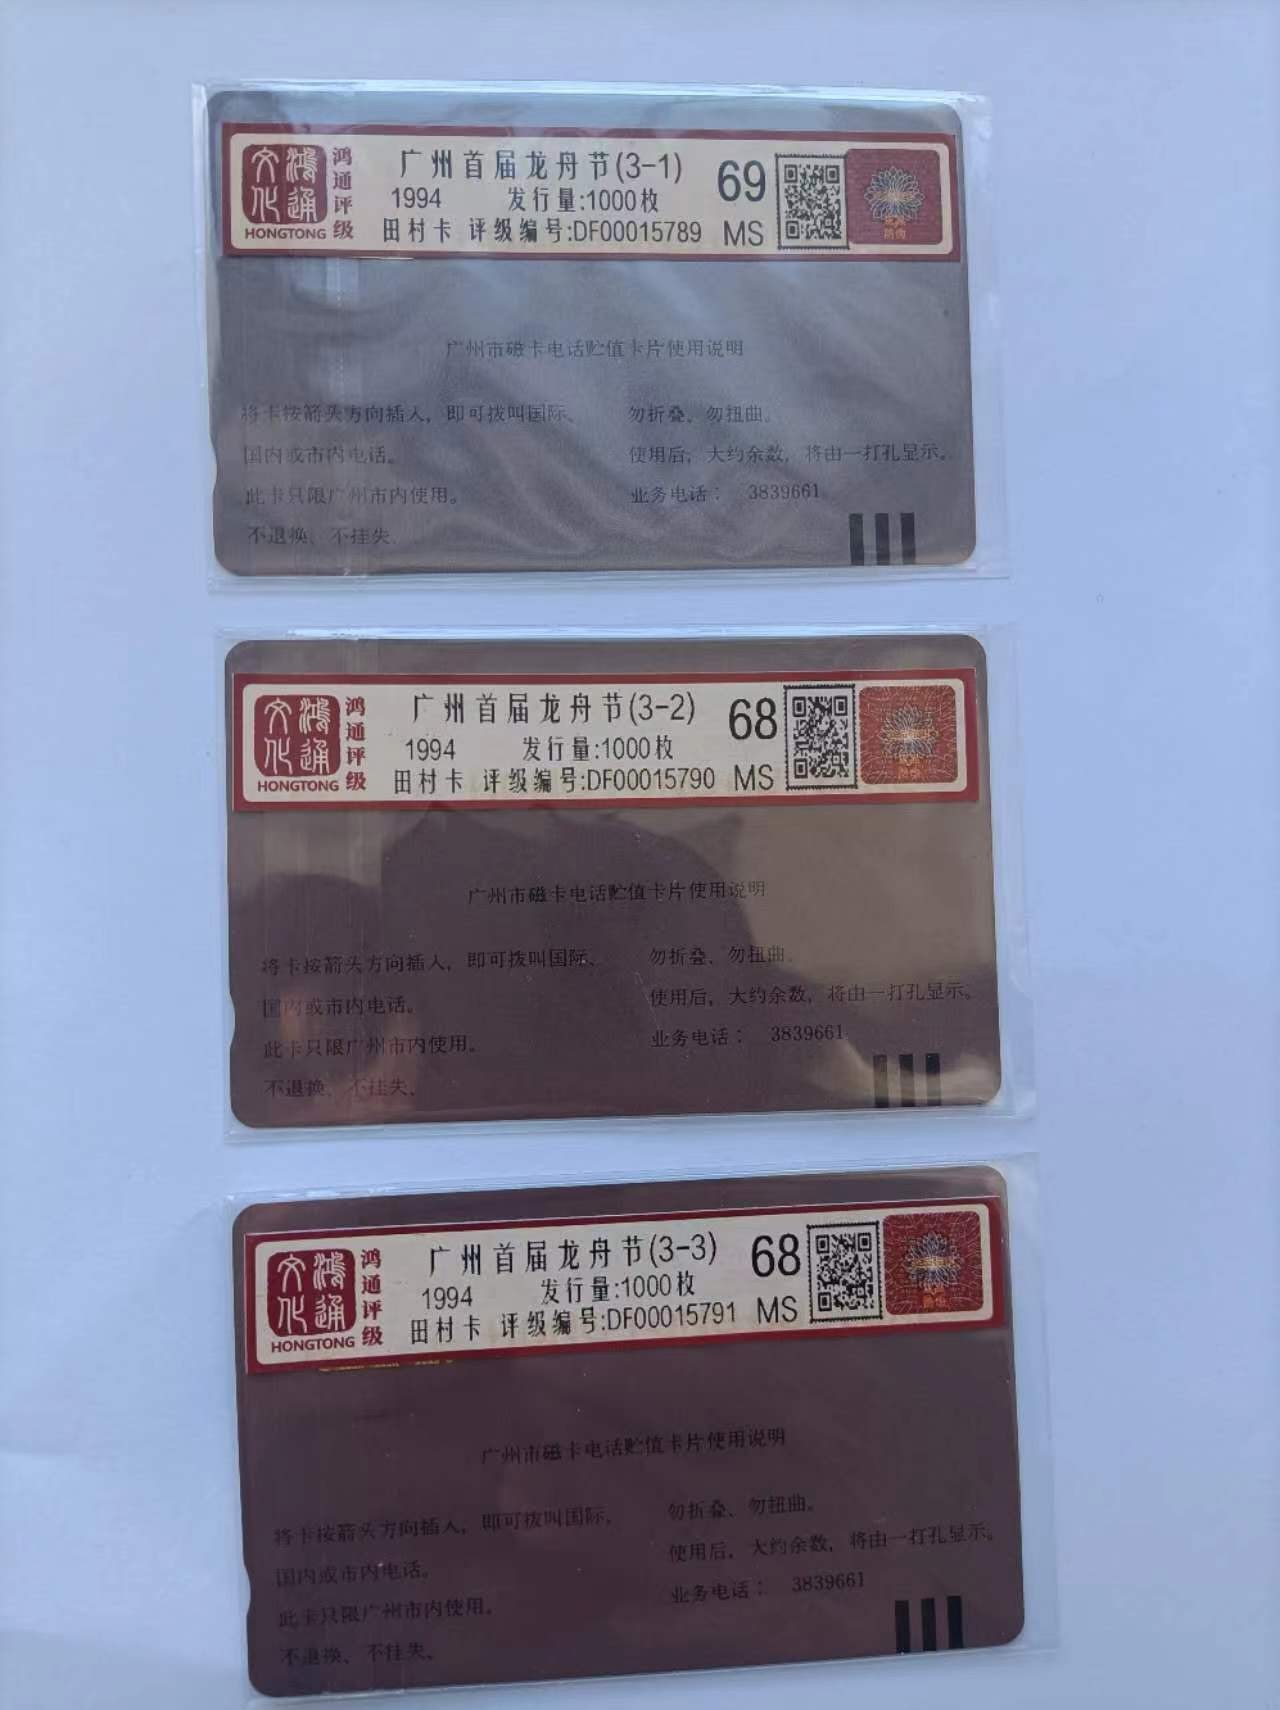 鸿通文化
HONGTONG
鸿通评级
广州首届龙舟节(3-1)
1994 发行量:1000枚
田村卡 评级编号:DF00015789
69
MS
广州市磁卡电话贮值卡片使用说明
将卡按箭头方向插入，即可拨叫国际、
国内或市内电话。
此卡只限广州市内使用。
不退换、不挂失。
勿折叠、勿扭曲。
使用后，大约余数，将由一打孔显示。
业务电话： 3839661
鸿通文化
HONGTONG
鸿通评级
广州首届龙舟节(3-2)
1994 发行量:1000枚
田村卡 评级编号:DF00015790
68
MS
广州市磁卡电话贮值卡片使用说明
将卡按箭头方向插入，即可拨叫国际、
国内或市内电话。
此卡只限广州市内使用。
不退换、不挂失。
勿折叠、勿扭曲。
使用后，大约余数，将由一打孔显示。
业务电话： 3839661
鸿通文化
HONGTONG
鸿通评级
广州首届龙舟节(3-3)
1994 发行量:1000枚
田村卡 评级编号:DF00015791
68
MS
广州市磁卡电话贮值卡片使用说明
将卡按箭头方向插入，即可拨叫国际、
国内或市内电话。
此卡只限广州市内使用。
不退换、不挂失。
勿折叠、勿扭曲。
使用后，大约余数，将由一打孔显示。
业务电话： 3839661